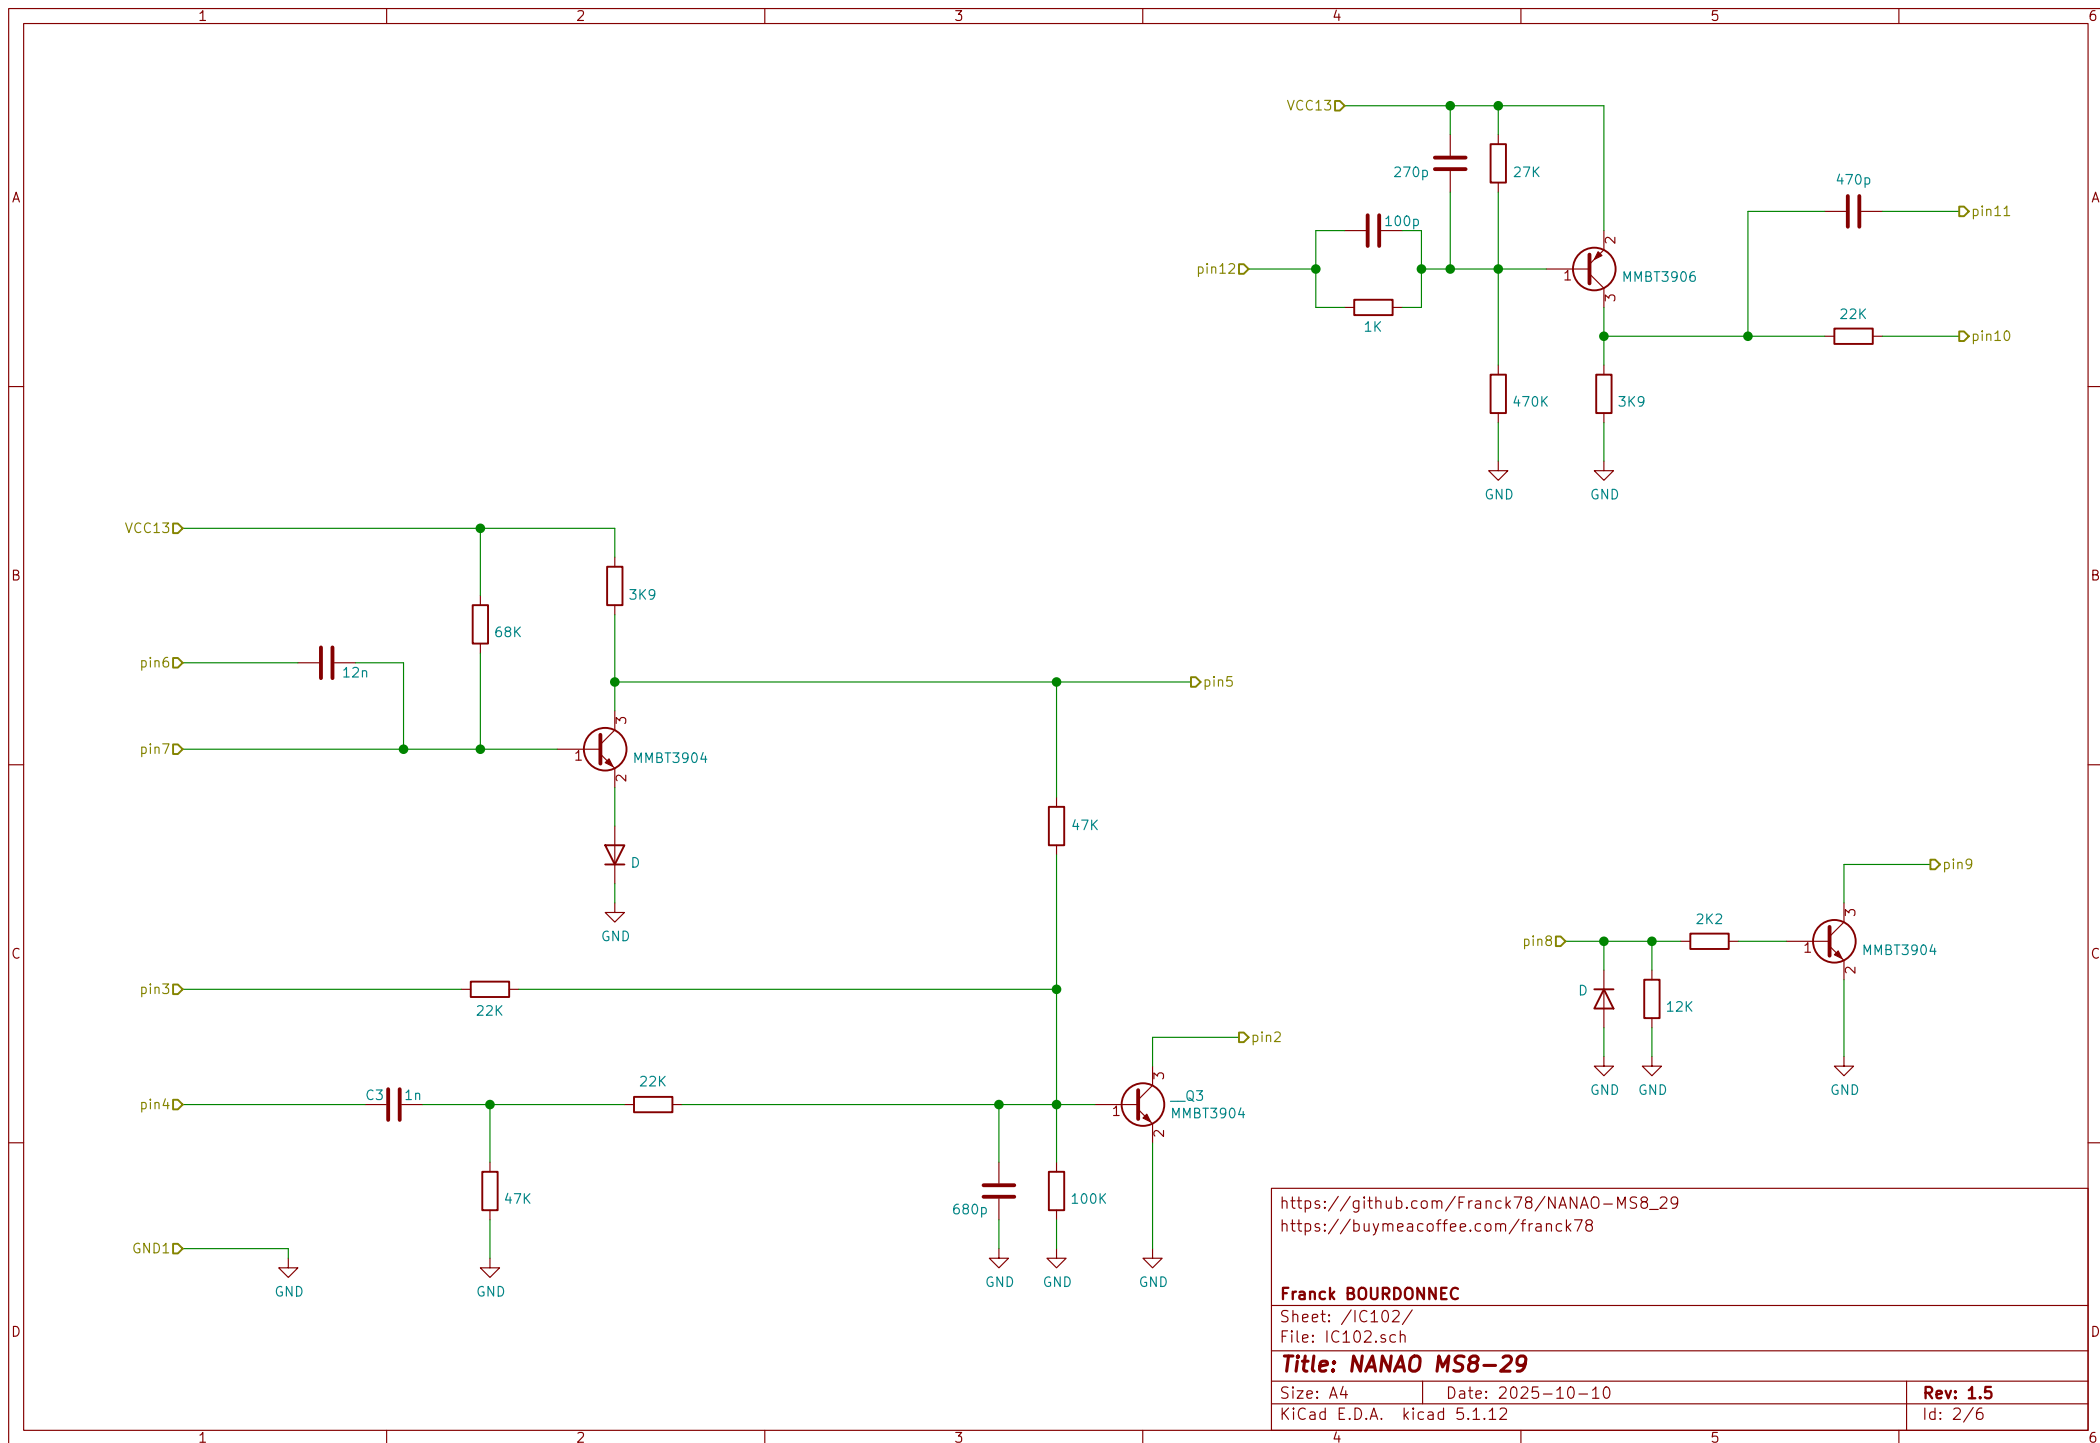 1 2 3 4 5 6
VCC13
270p
27K
470p
A
A
100p
pin11
2
pin12
1
MMBT3906
3
1K
22K
pin10
470K
3K9
GND
GND
VCC13
B
B
3K9
68K
pin6
12n
pin5
3
pin7
1
MMBT3904
2
47K
D
pin9
GND
3
2K2
pin8
1
MMBT3904
C
C
2
pin3
D
12K
22K
pin2
3
22K
GND
GND
GND
C3
1n
__Q3
pin4
1
MMBT3904
2
47K
100K
680p
GND1
GND
GND
GND
GND
GND
https://github.com/Franck78/NANAO-MS8_29
https://buymeacoffee.com/franck78
Franck BOURDONNEC
Sheet: /IC102/
D
D
File: IC102.sch
Title: NANAO MS8-29
Size: A4
Date: 2025-10-10
Rev: 1.5
KiCad E.D.A. kicad 5.1.12
Id: 2/6
1 2 3 4 5 6